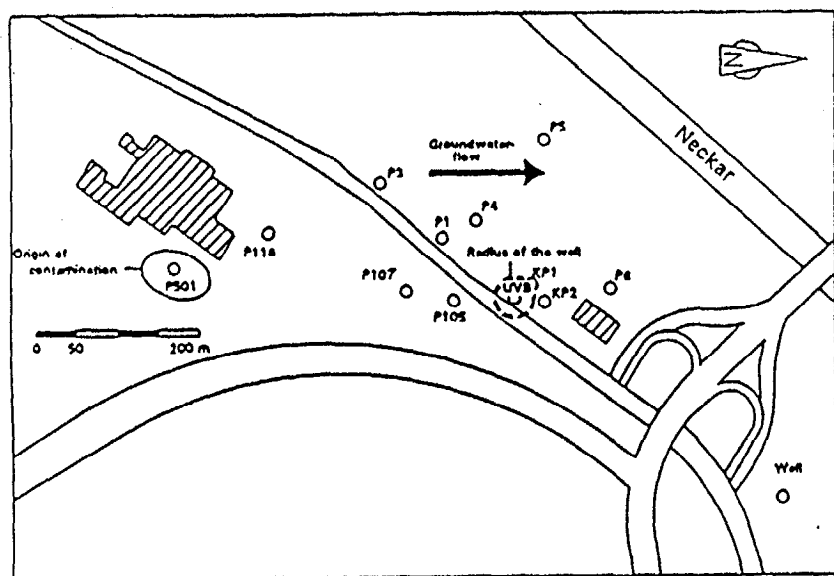 N
Neckar
P5
Groundwater
flow
P3
P4
P1
P11a
Radius of the well
Origin of
contamination
P501
P107
P105
UVB
KP1
KP2
P6
0 50 200 m
Well